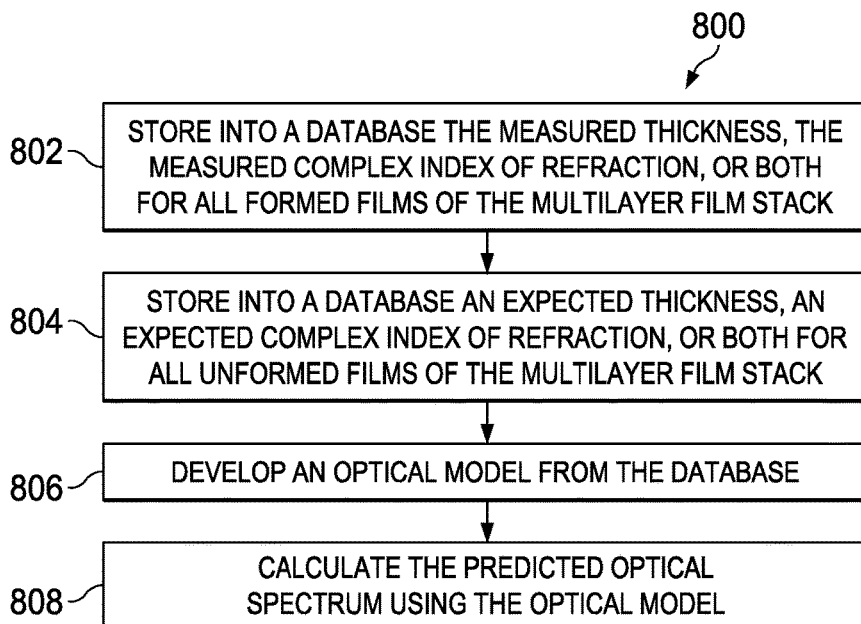 800
802
STORE INTO A DATABASE THE MEASURED THICKNESS, THE
MEASURED COMPLEX INDEX OF REFRACTION, OR BOTH
FOR ALL FORMED FILMS OF THE MULTILAYER FILM STACK
804
STORE INTO A DATABASE AN EXPECTED THICKNESS, AN
EXPECTED COMPLEX INDEX OF REFRACTION, OR BOTH FOR
ALL UNFORMED FILMS OF THE MULTILAYER FILM STACK
806
DEVELOP AN OPTICAL MODEL FROM THE DATABASE
808
CALCULATE THE PREDICTED OPTICAL
SPECTRUM USING THE OPTICAL MODEL